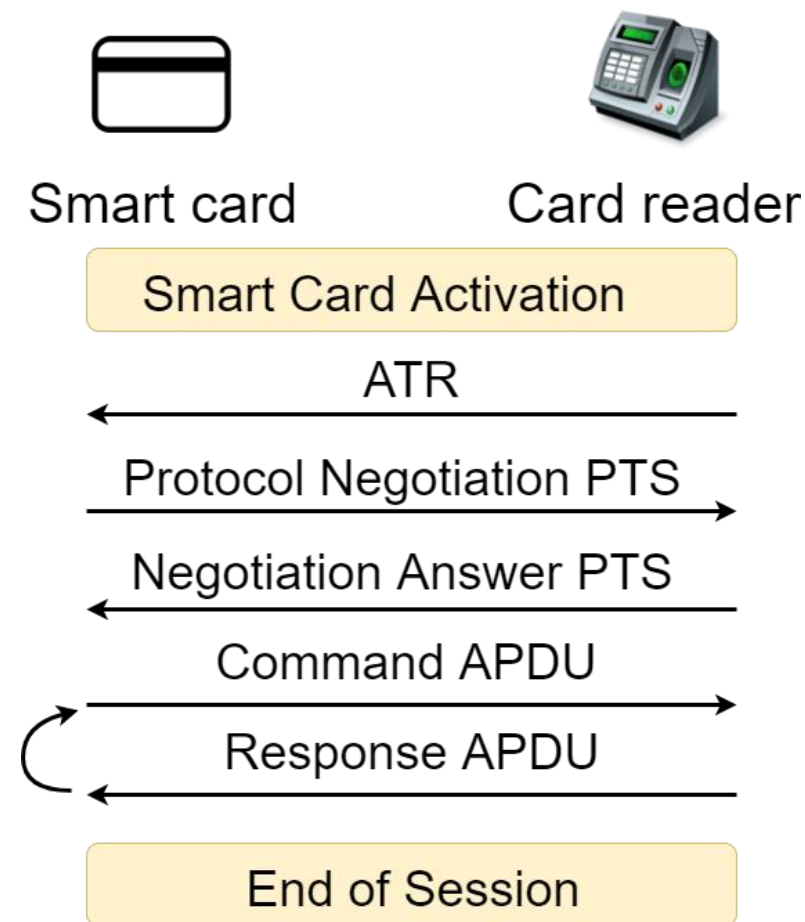 Smart card
Card reader
Smart Card Activation
ATR
Protocol Negotiation PTS
Negotiation Answer PTS
Command APDU
Response APDU
End of Session